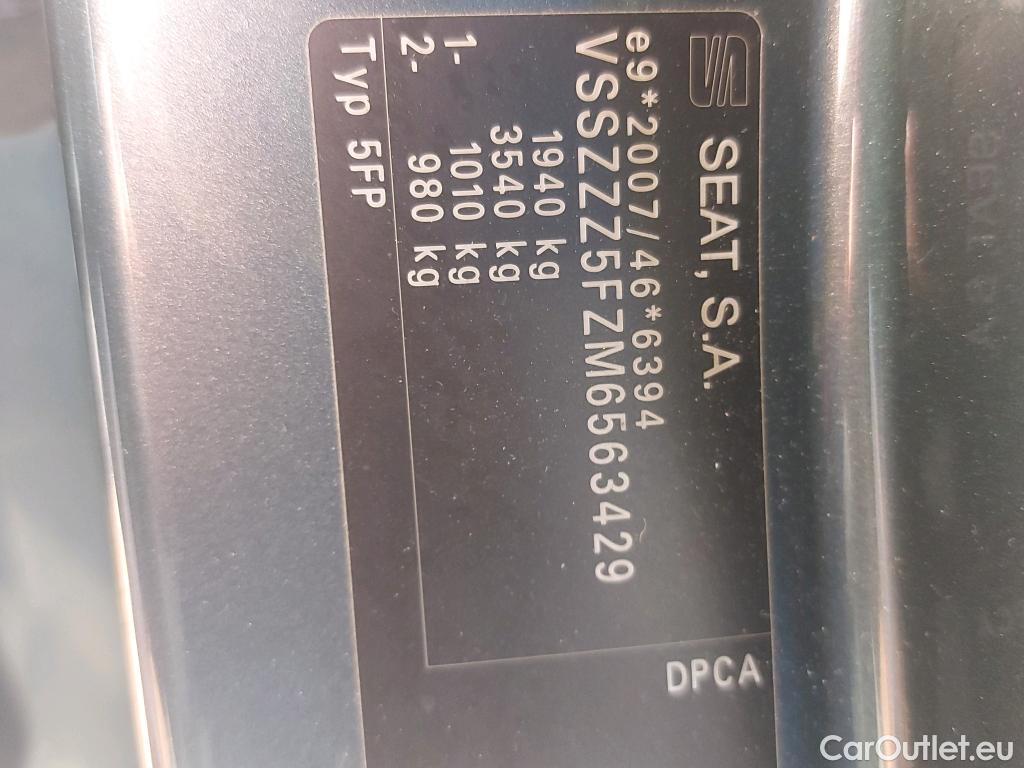 SEAT, S.A.
e9*2007/46*6394
VSSZZZ5FZM6563429
1940 kg
3540 kg
1- 1010 kg
2- 980 kg
Typ 5FP
DPCA
CarOutlet.eu